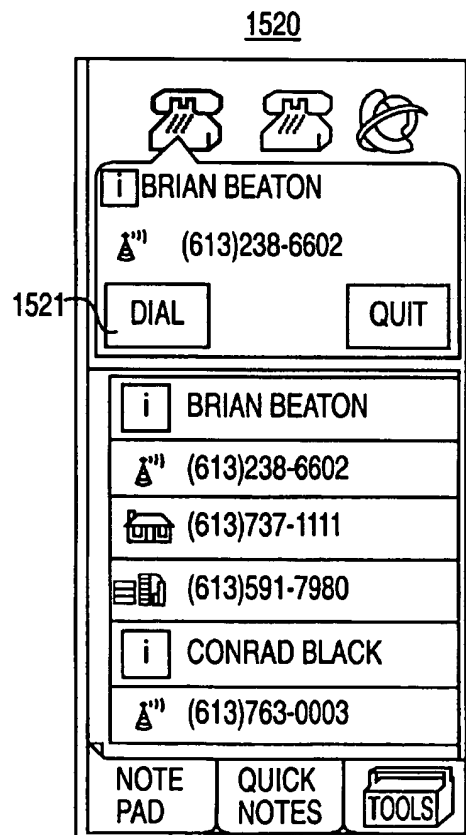 1520
i BRIAN BEATON
(613)238-6602
1521
DIAL QUIT
i BRIAN BEATON
(613)238-6602
(613)737-1111
(613)591-7980
i CONRAD BLACK
(613)763-0003
NOTE PAD
QUICK NOTES
TOOLS